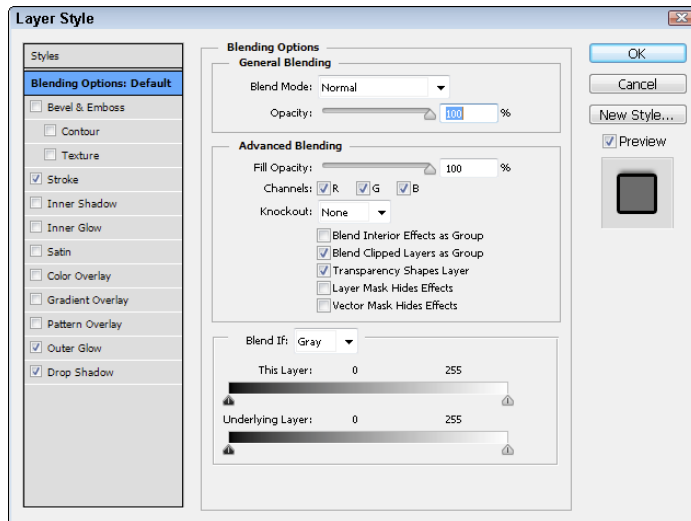 Layer Style
Styles
Blending Options: Default
Bevel & Emboss
Contour
Texture
Stroke
Inner Shadow
Inner Glow
Satin
Color Overlay
Gradient Overlay
Pattern Overlay
Outer Glow
Drop Shadow
Blending Options
General Blending
Blend Mode: Normal
Opacity: 100 %
Advanced Blending
Fill Opacity: 100 %
Channels: R G B
Knockout: None
Blend Interior Effects as Group
Blend Clipped Layers as Group
Transparency Shapes Layer
Layer Mask Hides Effects
Vector Mask Hides Effects
Blend If: Gray
This Layer: 0 255
Underlying Layer: 0 255
OK
Cancel
New Style...
Preview